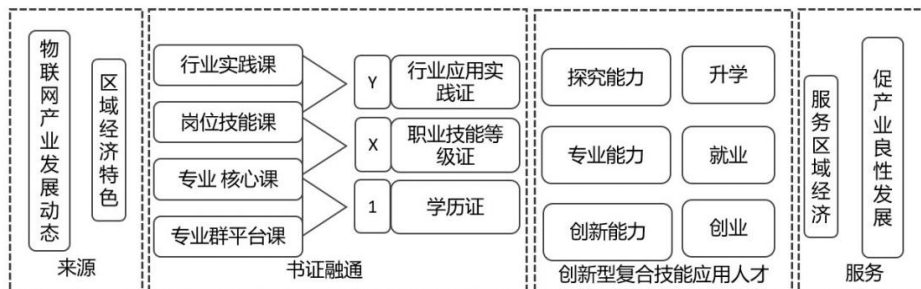 物联网产业发展动态
区域经济特色
来源
行业实践课
岗位技能课
专业 核心课
专业群平台课
Y
行业应用实
践证
X
职业技能等
级证
1
学历证
书证融通
探究能力
升学
专业能力
就业
创新能力
创业
创新型复合技能应用人才
服务区域经济
促产业良性发展
服务